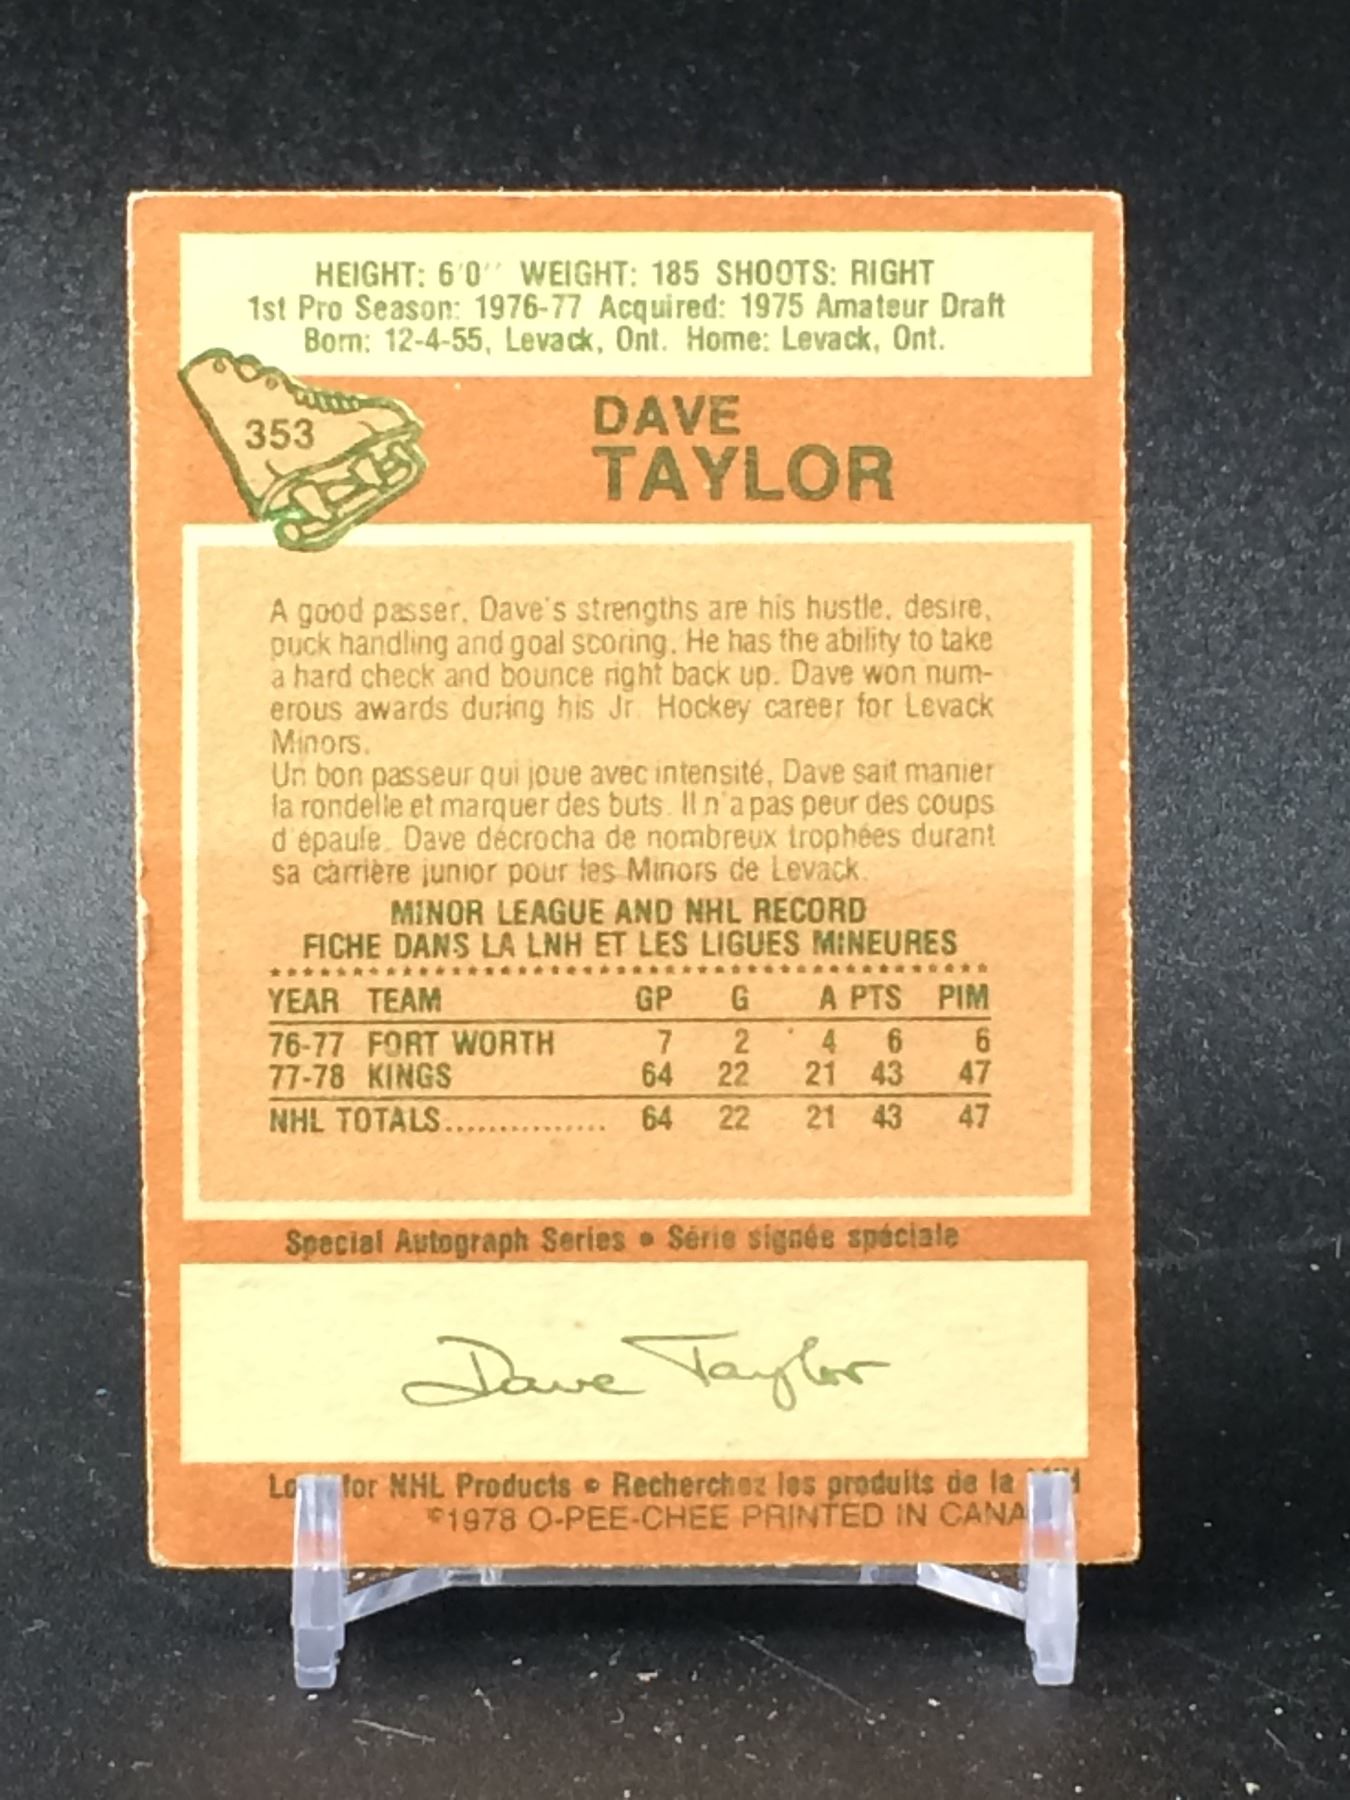 HEIGHT: 6'0'' WEIGHT: 185 SHOOTS: RIGHT
1st Pro Season: 1976-77 Acquired: 1975 Amateur Draft
Born: 12-4-55, Levack, Ont. Home: Levack, Ont.
353
DAVE
TAYLOR
A good passer, Dave's strengths are his hustle, desire,
puck handling and goal scoring. He has the ability to take
a hard check and bounce right back up. Dave won num-
erous awards during his Jr. Hockey career for Levack
Minors.
Un bon passeur qui joue avec intensité, Dave sait manier
la rondelle et marquer des buts. Il n'a pas peur des coups
d'épaule. Dave décrocha de nombreux trophées durant
sa carrière junior pour les Minors de Levack.
MINOR LEAGUE AND NHL RECORD
FICHE DANS LA LNH ET LES LIGUES MINEURES
YEAR TEAM GP G A PTS PIM
76-77 FORT WORTH 7 2 4 6 6
77-78 KINGS 64 22 21 43 47
NHL TOTALS............... 64 22 21 43 47
Special Autograph Series • Série signée spéciale
Dave Taylor
for NHL Products • Recherchez les produits de la
©1978 O-PEE-CHEE PRINTED IN